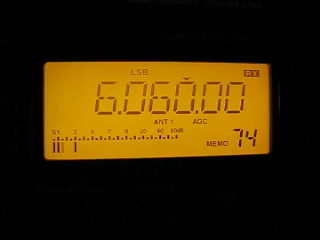 LSB RX
6.060.00
ANT 1 AGC
S1 3 5 7 9 20 40 60dB
MEMO 74